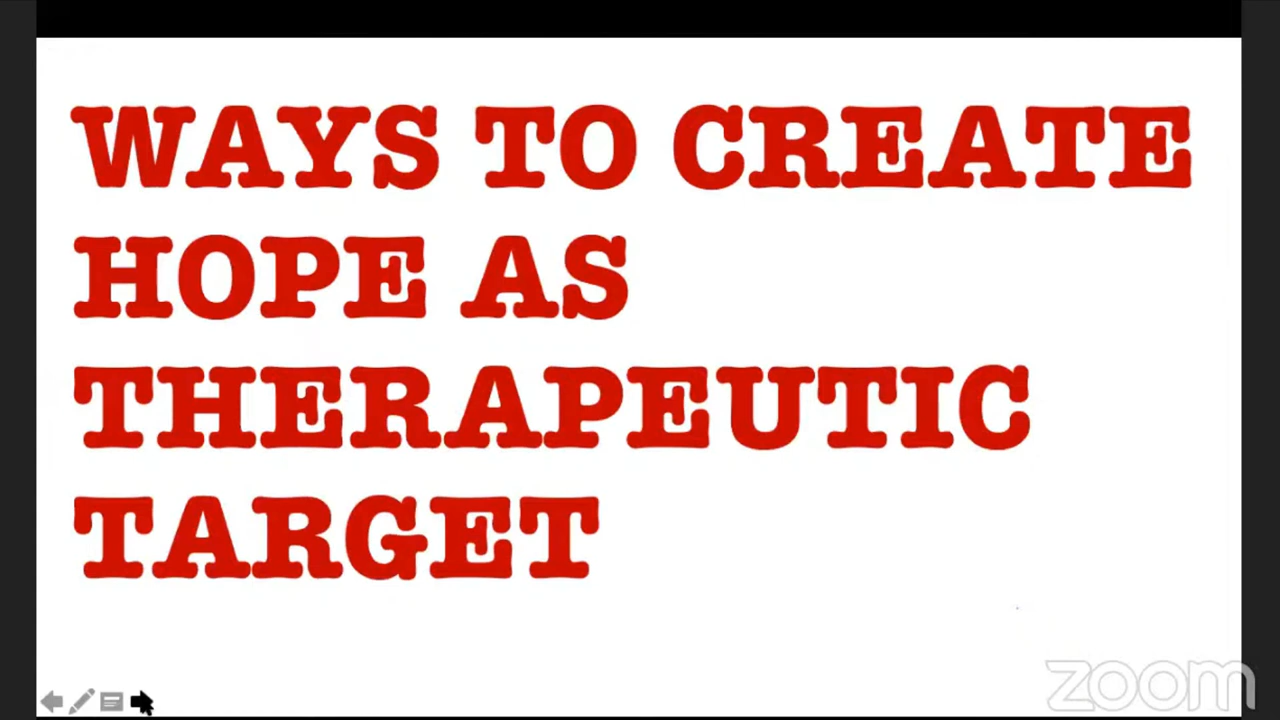 WAYS TO CREATE
HOPE AS
THERAPEUTIC
TARGET
zoom